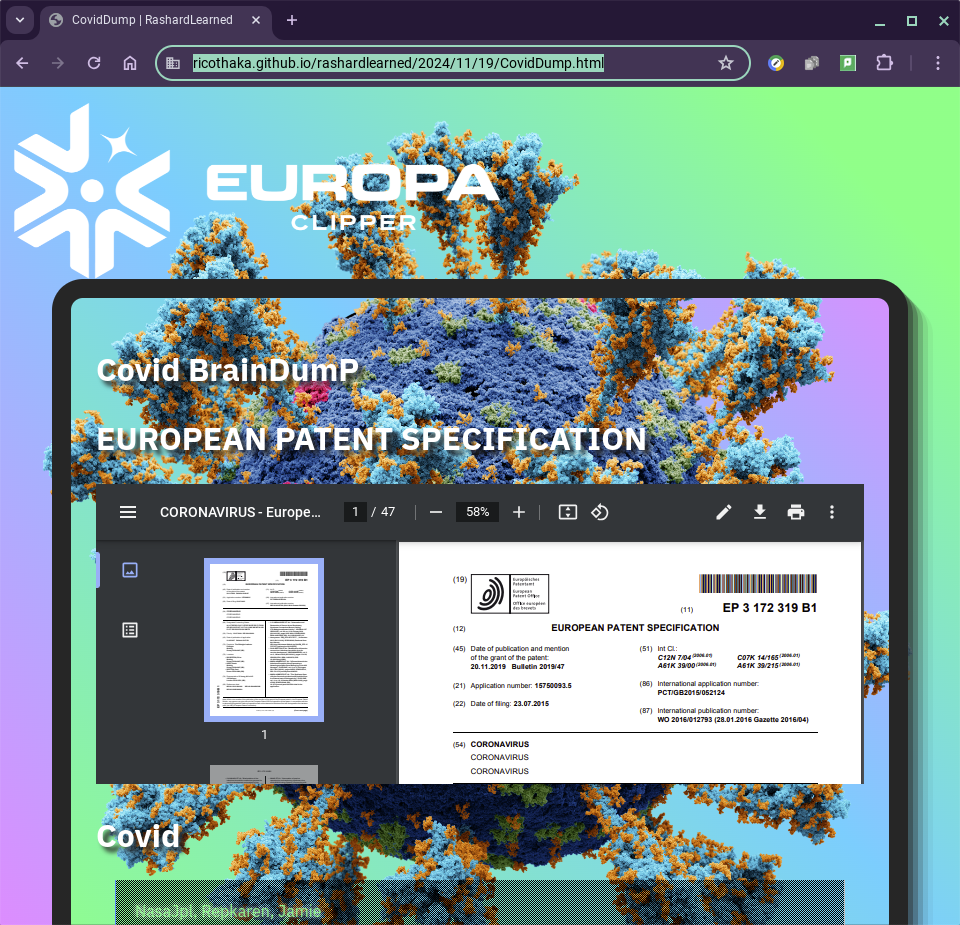 CovidDump | RashardLearned
ricothaka.github.io/rashardlearned/2024/11/19/CovidDump.html
EUROPA
CLIPPER
Covid BrainDumP
EUROPEAN PATENT SPECIFICATION
CORONAVIRUS - Europe...
1 / 47
58%
1
(19)
Europäisches
Patentamt
European
Patent Office
Office européen
des brevets
(11) EP 3 172 319 B1
(12) EUROPEAN PATENT SPECIFICATION
(45) Date of publication and mention
of the grant of the patent:
20.11.2019 Bulletin 2019/47
(21) Application number: 15750093.5
(22) Date of filing: 23.07.2015
(51) Int Cl.:
C12N 7/04 (2006.01) C07K 14/165 (2006.01)
A61K 39/00 (2006.01) A61K 39/215 (2006.01)
(86) International application number:
PCT/GB2015/052124
(87) International publication number:
WO 2016/012793 (28.01.2016 Gazette 2016/04)
(54) CORONAVIRUS
CORONAVIRUS
CORONAVIRUS
Covid
NasaJul, Repkaren, Jamie